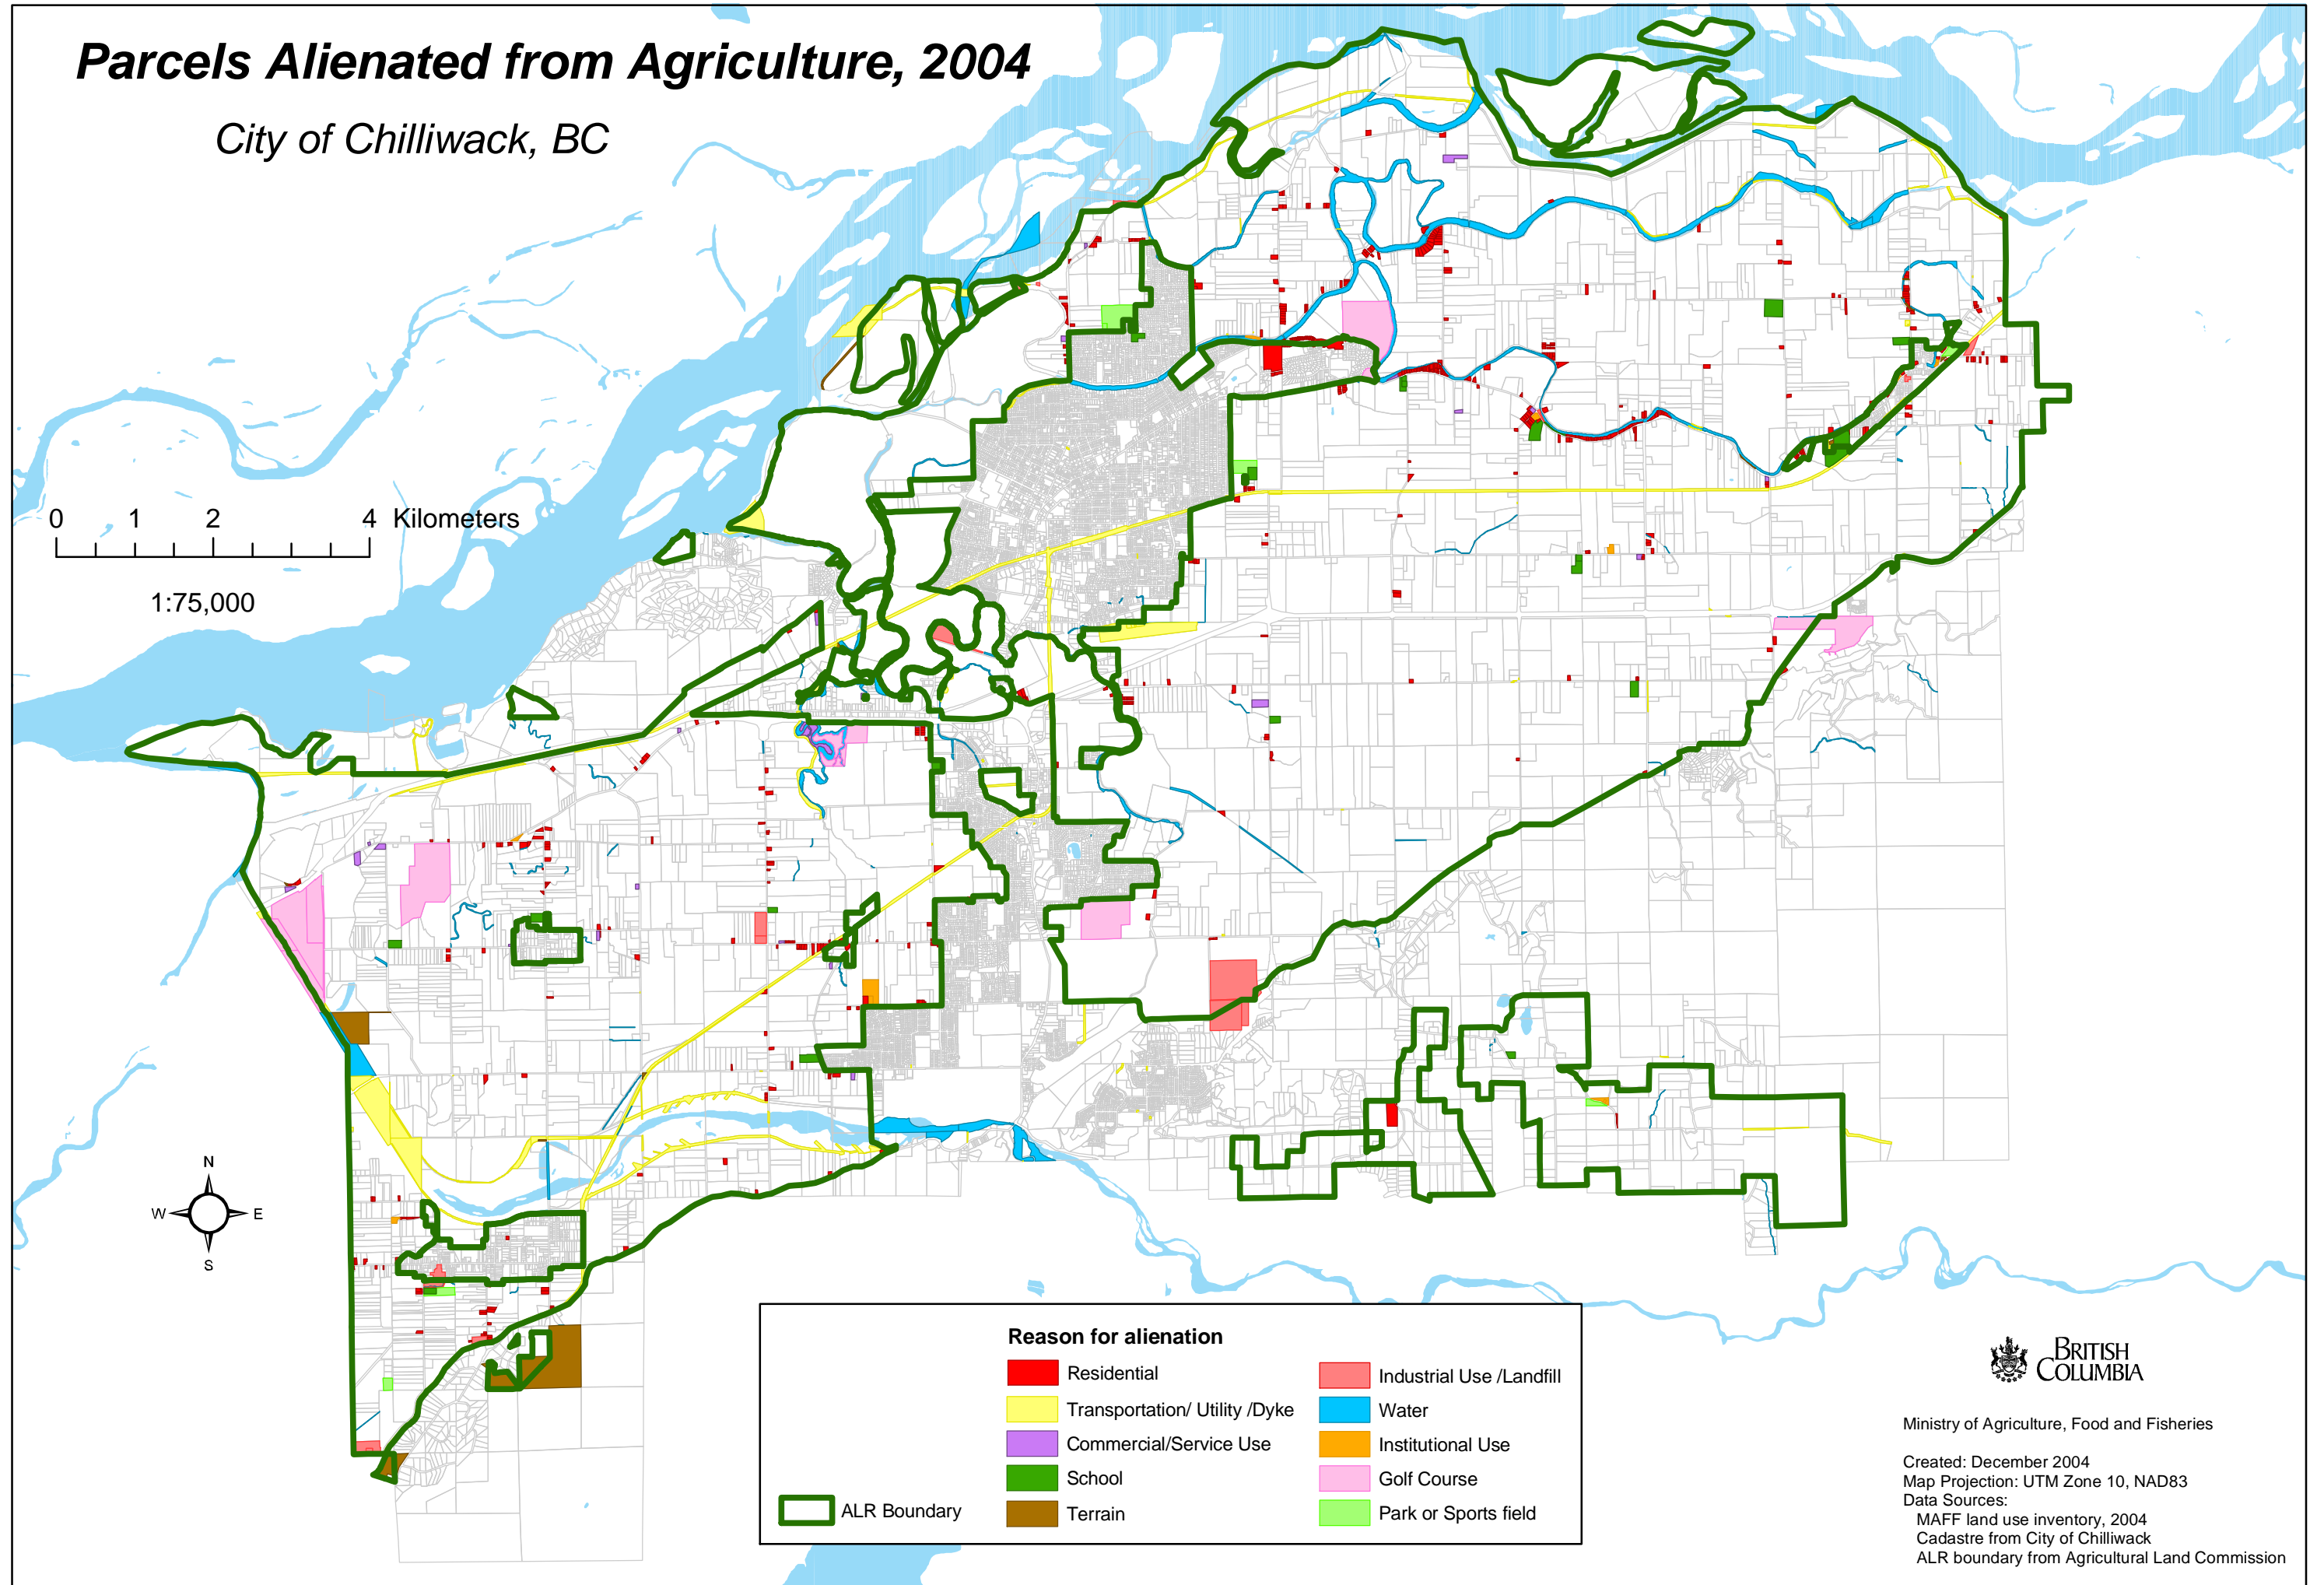 Parcels Alienated from Agriculture, 2004
City of Chilliwack, BC
0 1 2 4 Kilometers
1:75,000
N
W E
S
Reason for alienation
Residential
Transportation/ Utility /Dyke
Commercial/Service Use
School
Terrain
Industrial Use /Landfill
Water
Institutional Use
Golf Course
Park or Sports field
ALR Boundary
BRITISH
COLUMBIA
Ministry of Agriculture, Food and Fisheries
Created: December 2004
Map Projection: UTM Zone 10, NAD83
Data Sources:
MAFF land use inventory, 2004
Cadastre from City of Chilliwack
ALR boundary from Agricultural Land Commission